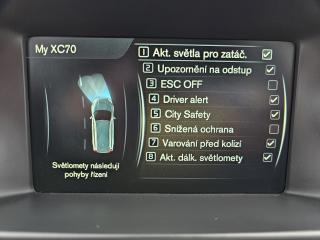 My XC70
1 Akt. světla pro zatáč.
2 Upozornění na odstup
3 ESC OFF
4 Driver alert
5 City Safety
6 Snížená ochrana
7 Varování před kolizí
8 Akt. dálk. světlomety
Světlomety následují
pohyby řízení